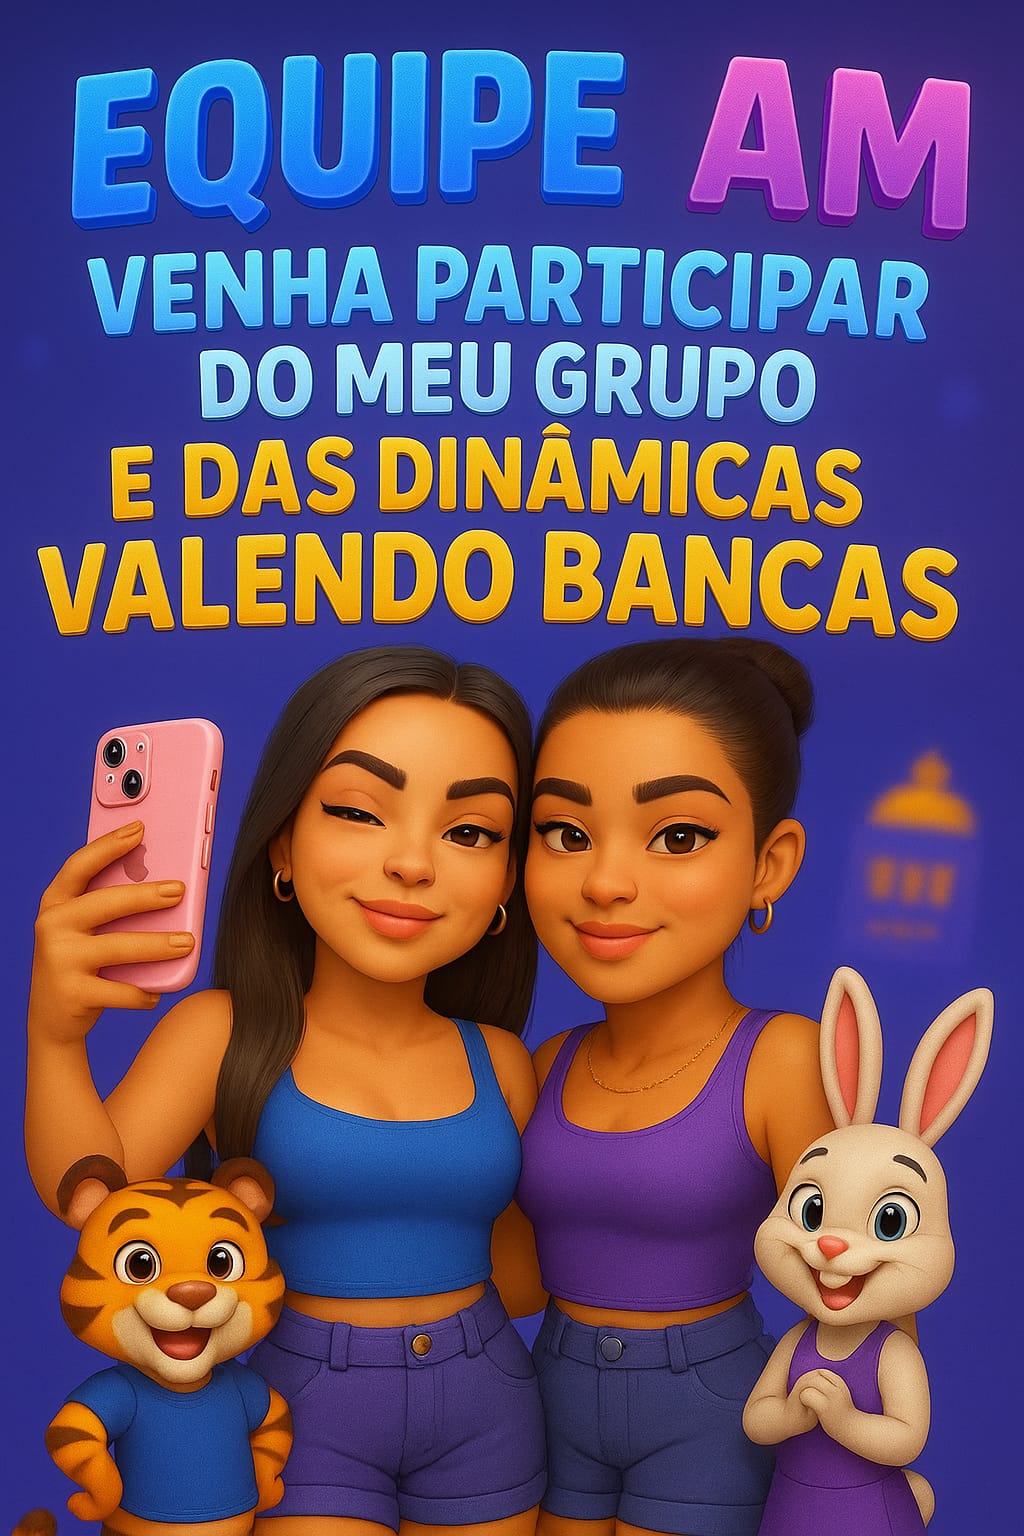 EQUIPE AM
VENHA PARTICIPAR
DO MEU GRUPO
E DAS DINÂMICAS
VALENDO BANCAS